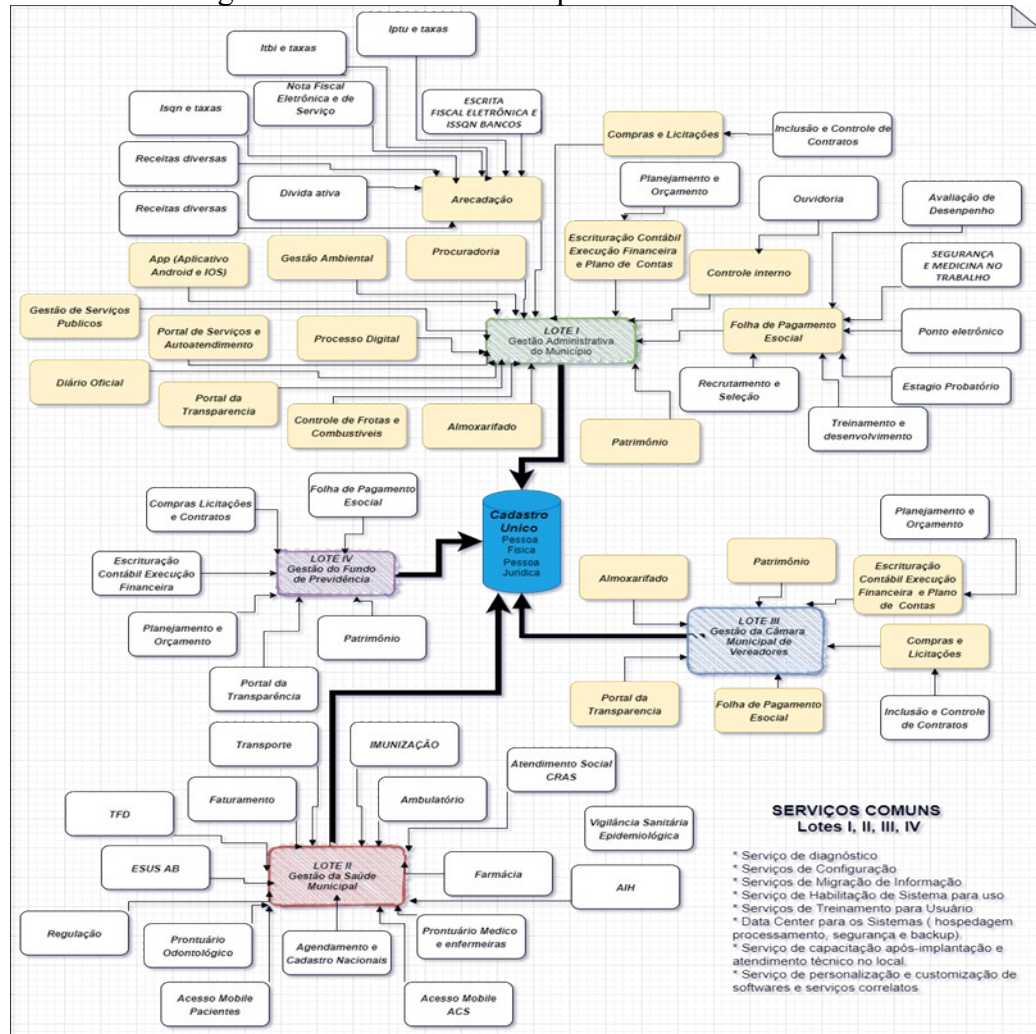 Iptu e taxas
Itbi e taxas
Nota Fiscal
Eletrônica e de
Serviço
Isqn e taxas
ESCRITA
FISCAL ELETRÔNICA E
ISSQN BANCOS
Compras e Licitações
Inclusão e Controle de
Contratos
Receitas diversas
Divida ativa
Arecadação
Planejamento e
Orçamento
Ouvidoria
Avaliação de
Desenpenho
Receitas diversas
App (Aplicativo
Android e IOS)
Gestão Ambiental
Procuradoria
Escrituração Contábil
Execução Financeira
e Plano de Contas
Controle interno
SEGURANÇA
E MEDICINA NO
TRABALHO
Gestão de Serviços
Publicos
Portal de Serviços e
Autoatendimento
Processo Digital
LOTE I
Gestão Administrativa
do Município
Folha de Pagamento
Esocial
Ponto eletrônico
Diário Oficial
Portal da
Transparencia
Controle de Frotas e
Combustiveis
Almoxarifado
Patrimônio
Recrutamento e
Seleção
Treinamento e
desenvolvimento
Estagio Probatório
Compras Licitações
e Contratos
Folha de Pagamento
Esocial
Cadastro
Unico
Pessoa
Fisica
Pessoa
Juridica
Planejamento e
Orçamento
Escrituração
Contábil Execução
Financeira
LOTE IV
Gestão do Fundo
de Previdência
Almoxarifado
Patrimônio
Escrituração
Contábil Execução
Financeira e Plano
de Contas
Planejamento e
Orçamento
Patrimônio
LOTE III
Gestão da Câmara
Municipal de
Vereadores
Compras e
Licitações
Portal da
Transparência
Portal da
Transparencia
Folha de Pagamento
Esocial
Inclusão e Controle
de Contratos
Transporte
IMUNIZAÇÃO
Atendimento Social
CRAS
TFD
Faturamento
Ambulatório
Vigilância Sanitária
Epidemiológica
ESUS AB
LOTE II
Gestão da Saúde
Municipal
Farmácia
AIH
Regulação
Prontuário
Odontológico
Agendamento e
Cadastro Nacionais
Prontuário Medico
e enfermeiras
Acesso Mobile
Pacientes
Acesso Mobile
ACS
SERVIÇOS COMUNS
Lotes I, II, III, IV
* Serviço de diagnóstico
* Serviços de Configuração
* Serviços de Migração de Informação
* Serviço de Habilitação de Sistema para uso
* Serviços de Treinamento para Usuário
* Data Center para os Sistemas ( hospedagem
processamento, segurança e backup).
* Serviço de capacitação após-implantação e
atendimento técnico no local.
* Serviço de personalização e customização de
softwares e serviços correlatos